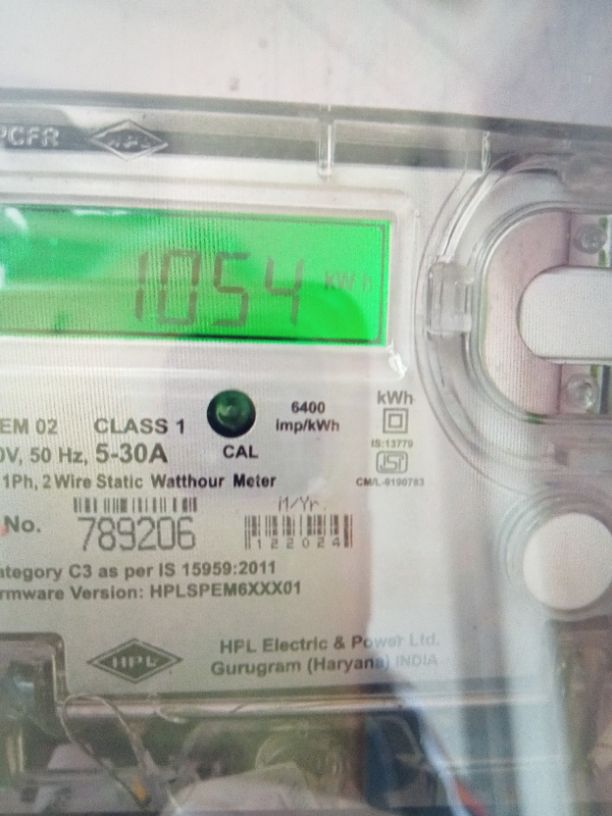 PCFR HPL
1054 kWh
6400
imp/kWh
kWh
EM 02 CLASS 1
CAL
IS:13779
0V, 50 Hz, 5-30A
1Ph, 2 Wire Static Watthour Meter
CM/L-9190783
M/Yr.
No. 789206
122024
ategory C3 as per IS 15959:2011
rmware Version: HPLSPEM6XXX01
HPL
HPL Electric & Power Ltd.
Gurugram (Haryana) INDIA